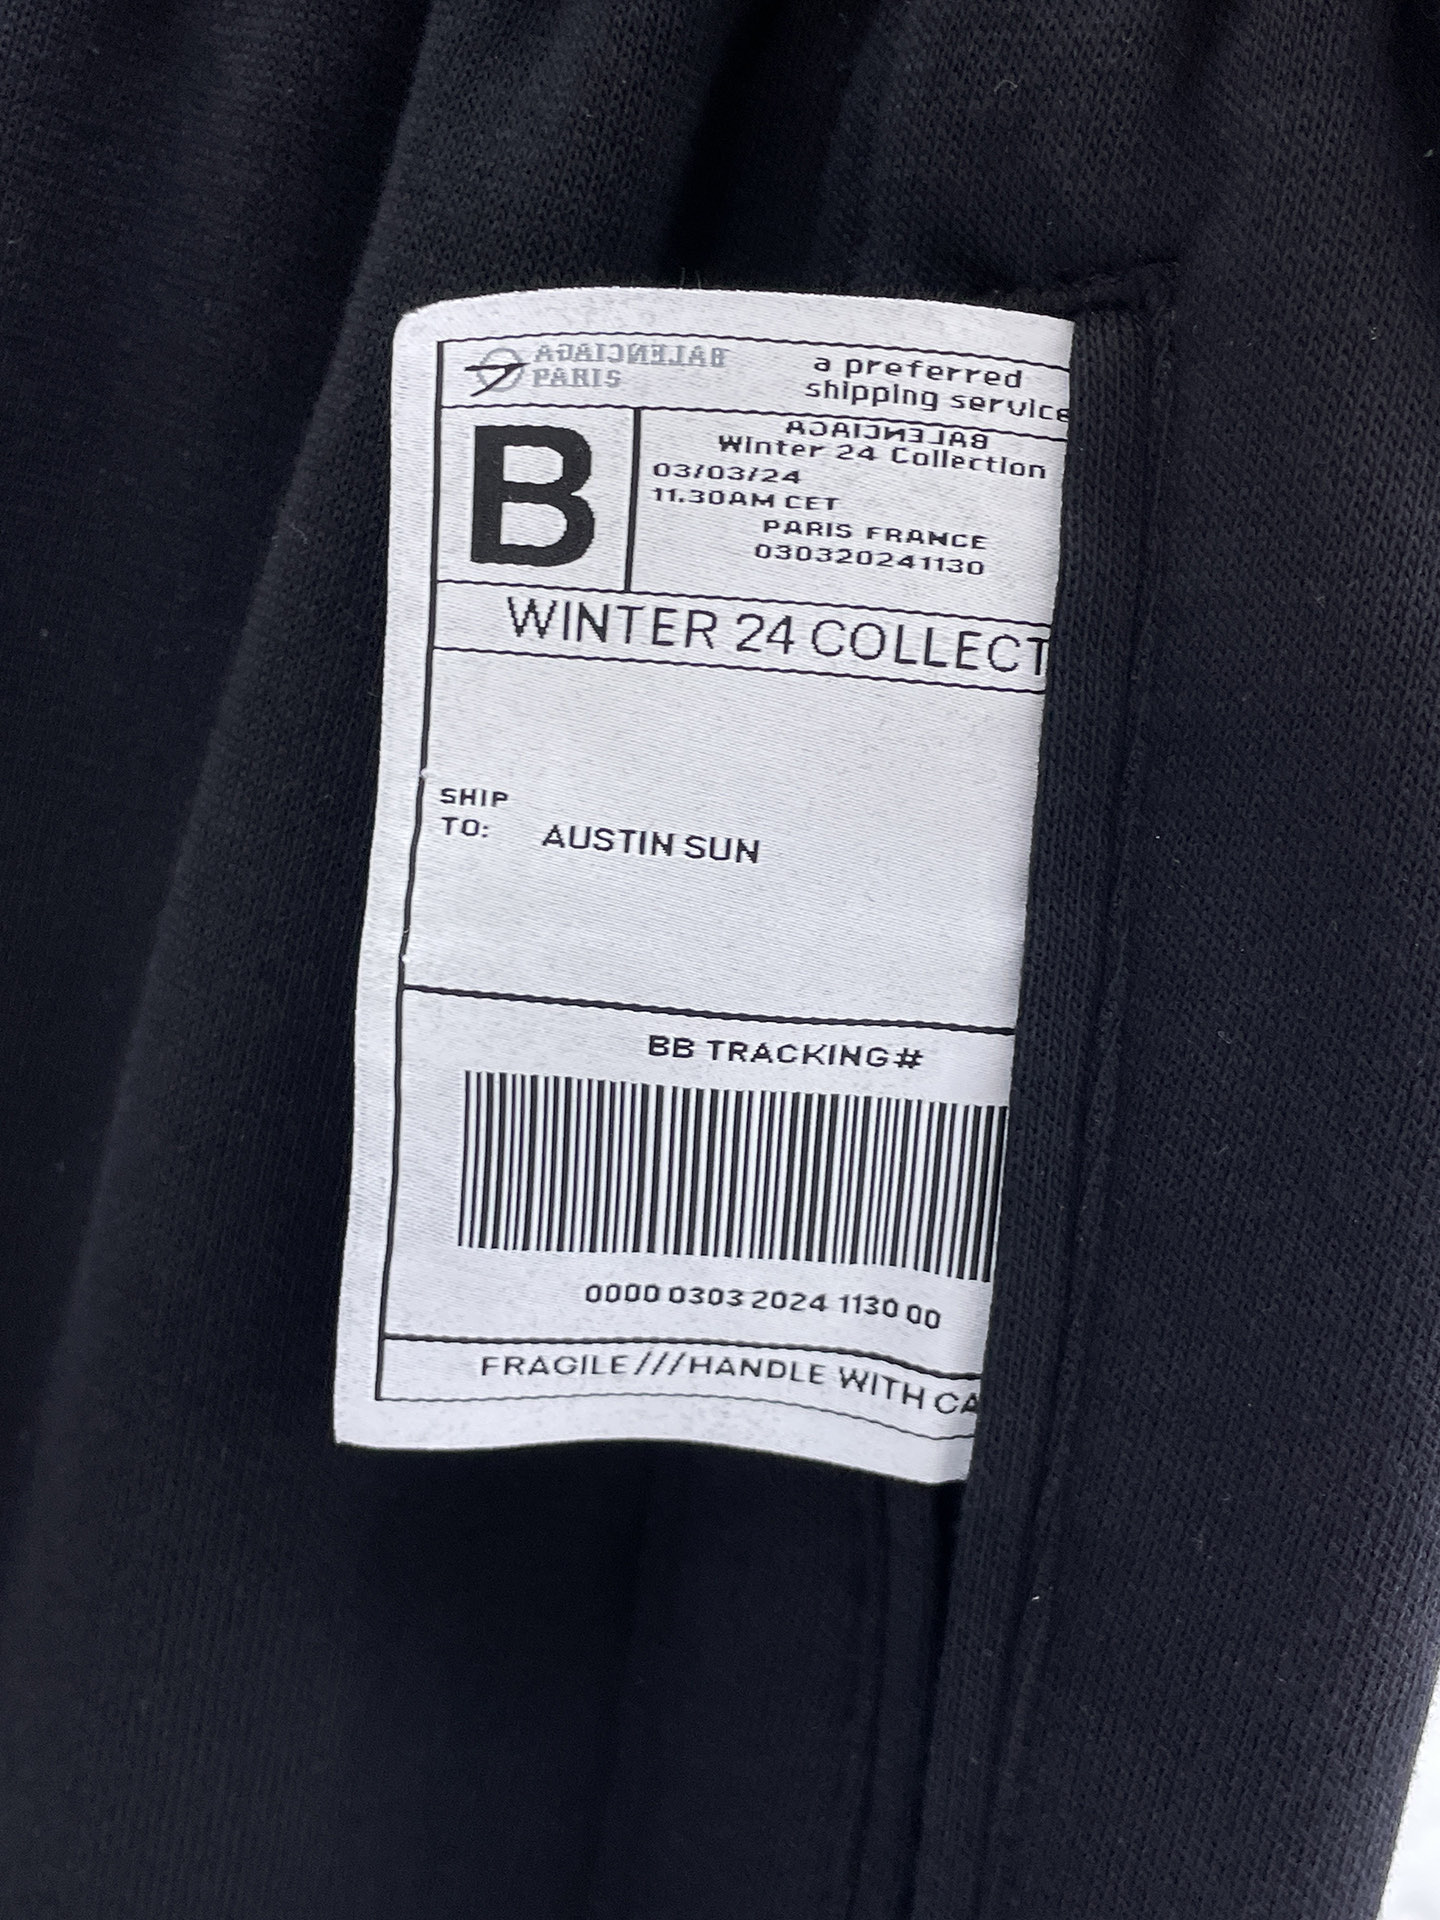 BALENCIAGA
PARIS
a preferred
shipping service
B
BALENCIAGA
Winter 24 Collection
03/03/24
11.30AM CET
PARIS FRANCE
030320241130
WINTER 24 COLLECT
SHIP
TO: AUSTIN SUN
BB TRACKING#
0000 0303 2024 1130 00
FRAGILE///HANDLE WITH CA